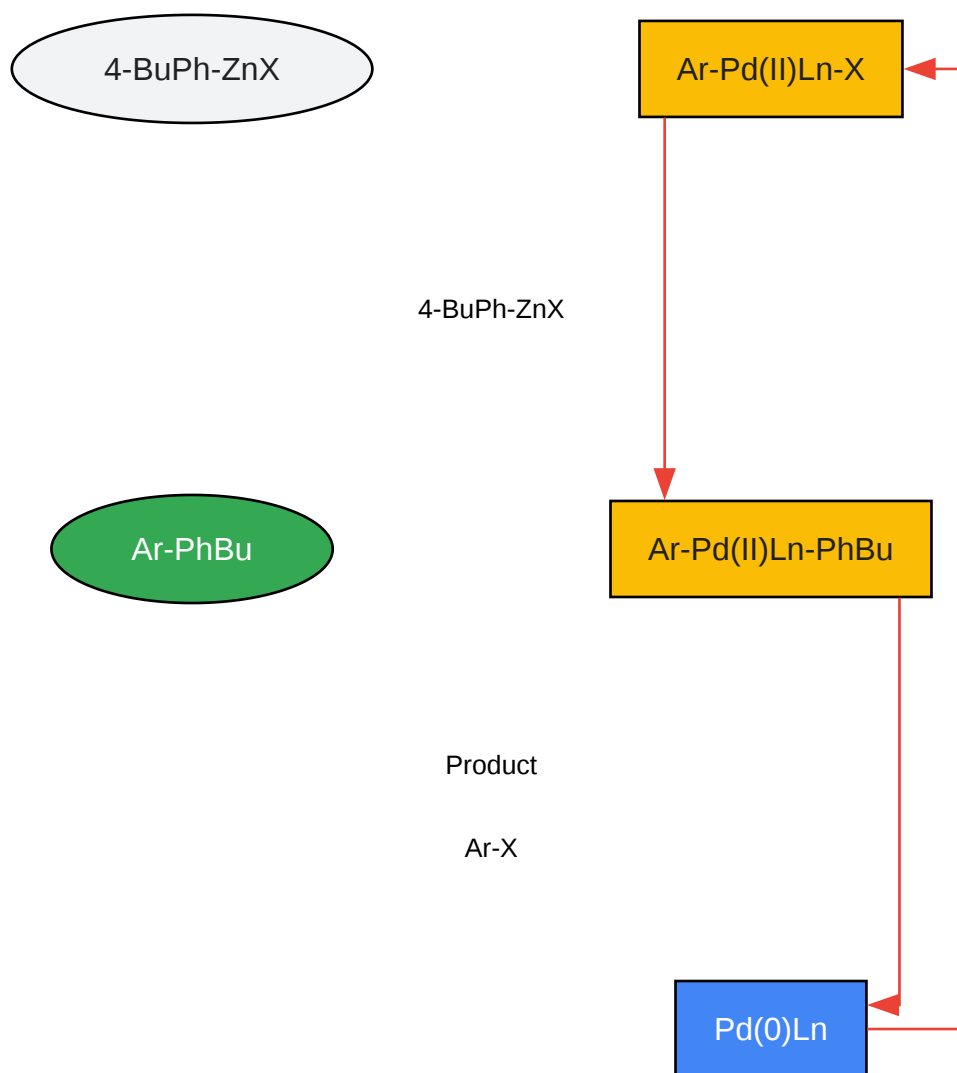 4-BuPh-ZnX
Ar-Pd(II)Ln-X
4-BuPh-ZnX
Ar-PhBu
Ar-Pd(II)Ln-PhBu
Product
Ar-X
Pd(0)Ln